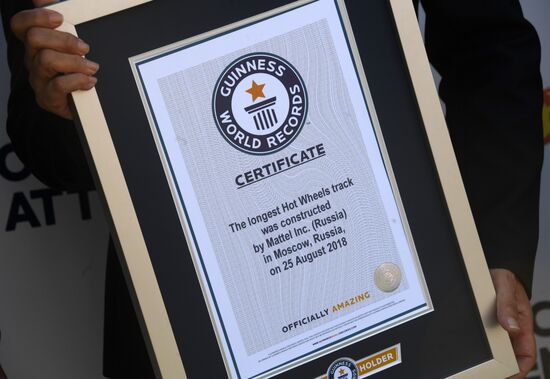 GUINNESS
WORLD RECORDS
CERTIFICATE
The longest Hot Wheels track
was constructed
by Mattel Inc. (Russia)
in Moscow, Russia,
on 25 August 2018
OFFICIALLY AMAZING
GUINNESS
HOLDER